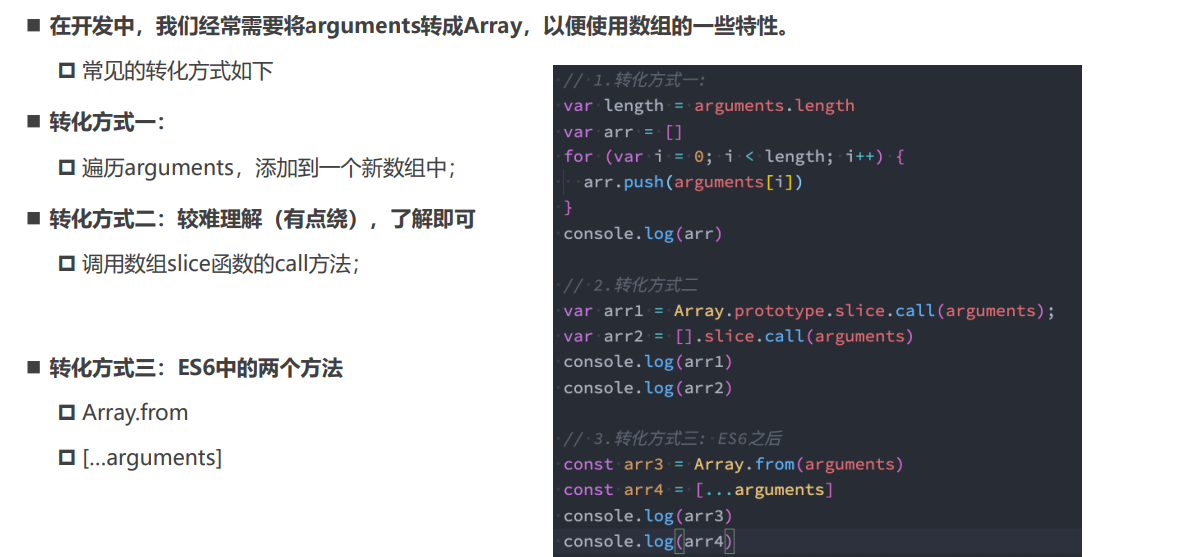 在开发中，我们经常需要将arguments转成Array，以便使用数组的一些特性。
常见的转化方式如下
转化方式一：
遍历arguments，添加到一个新数组中；
转化方式二：较难理解（有点绕），了解即可
调用数组slice函数的call方法；
转化方式三：ES6中的两个方法
Array.from
[…arguments]
// 1.转化方式一:
var length = arguments.length
var arr = []
for (var i = 0; i < length; i++) {
  arr.push(arguments[i])
}
console.log(arr)
// 2.转化方式二
var arr1 = Array.prototype.slice.call(arguments);
var arr2 = [].slice.call(arguments)
console.log(arr1)
console.log(arr2)
// 3.转化方式三: ES6之后
const arr3 = Array.from(arguments)
const arr4 = [...arguments]
console.log(arr3)
console.log(arr4)